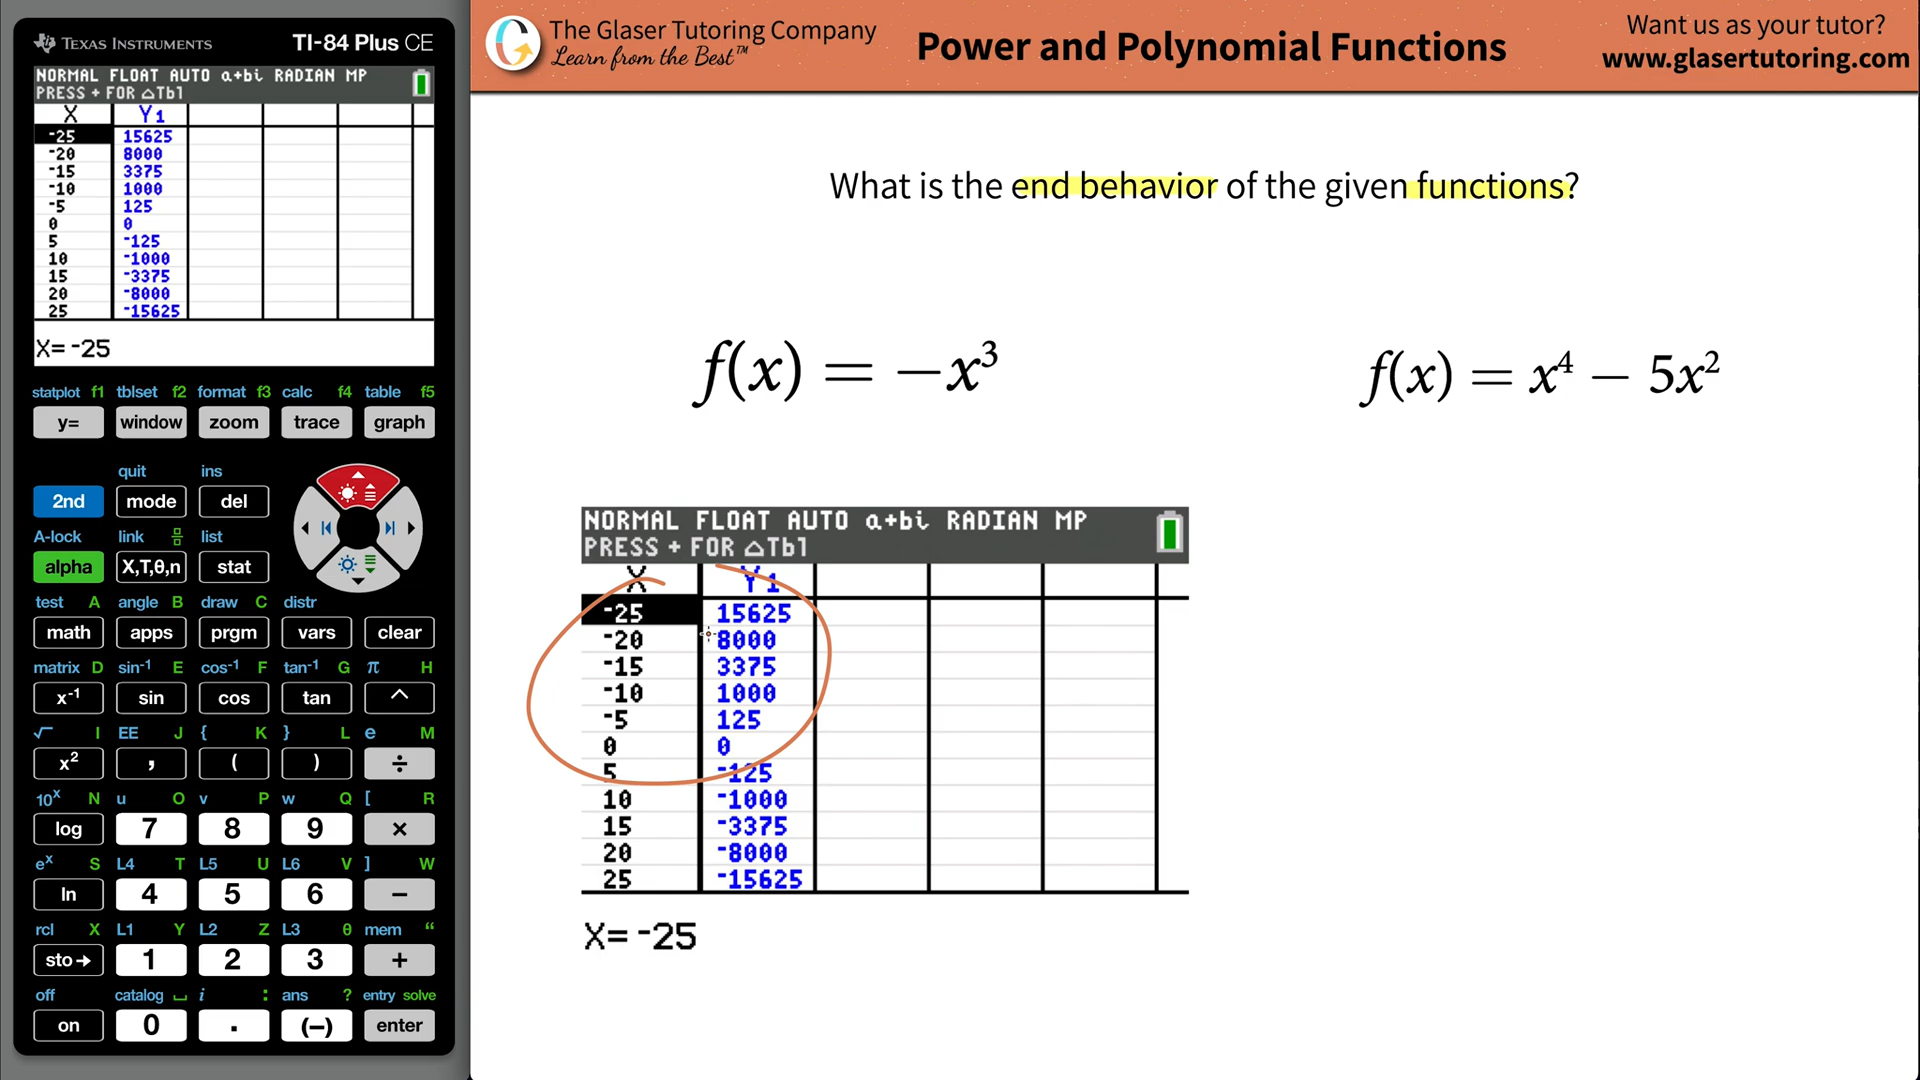 TEXAS INSTRUMENTS TI-84 Plus CE
NORMAL FLOAT AUTO a+bi RADIAN MP
PRESS + FOR △Tbl
X Y1
-25 15625
-20 8000
-15 3375
-10 1000
-5 125
0 0
5 -125
10 -1000
15 -3375
20 -8000
25 -15625
X= -25
statplot f1 tblset f2 format f3 calc f4 table f5
y= window zoom trace graph
quit ins
2nd mode del
A-lock link list
alpha X,T,θ,n stat
test A angle B draw C distr
math apps prgm vars clear
matrix D sin⁻¹ E cos⁻¹ F tan⁻¹ G π H
x⁻¹ sin cos tan ^
√ I EE J { K } L e M
x² , ( ) ÷
10ˣ N u O v P w Q [ R
log 7 8 9 ×
eˣ S L4 T L5 U L6 V ] W
ln 4 5 6 −
rcl X L1 Y L2 Z L3 θ mem “
sto→ 1 2 3 +
off catalog ⎵ i : ans ? entry solve
on 0 . (−) enter
The Glaser Tutoring Company
Learn from the Best™
Power and Polynomial Functions
Want us as your tutor?
www.glasertutoring.com
What is the end behavior of the given functions?
f(x) = −x³
f(x) = x⁴ − 5x²
NORMAL FLOAT AUTO a+bi RADIAN MP
PRESS + FOR △Tbl
X Y1
-25 15625
-20 8000
-15 3375
-10 1000
-5 125
0 0
5 -125
10 -1000
15 -3375
20 -8000
25 -15625
X= -25